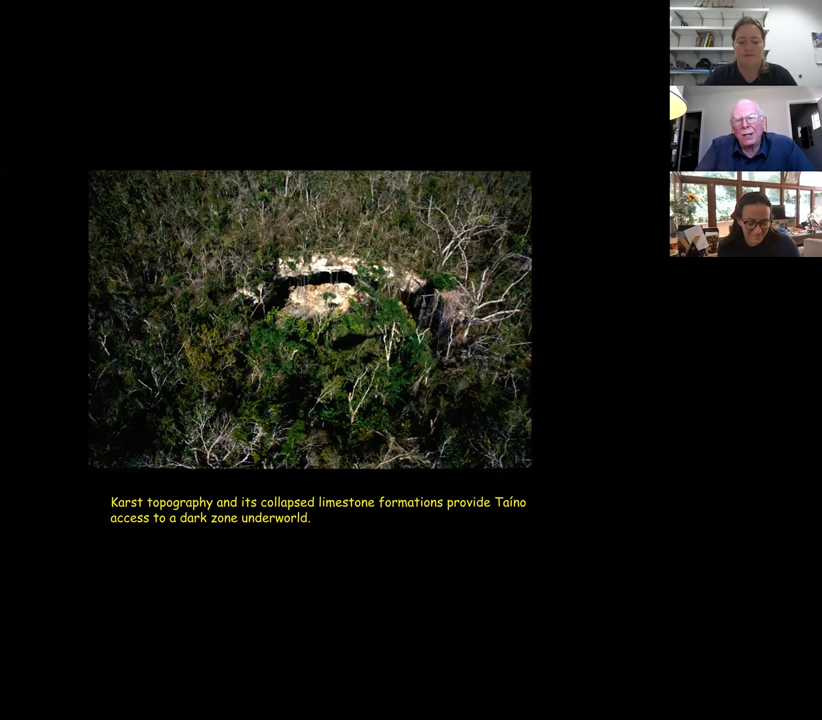 Karst topography and its collapsed limestone formations provide Taíno
access to a dark zone underworld.